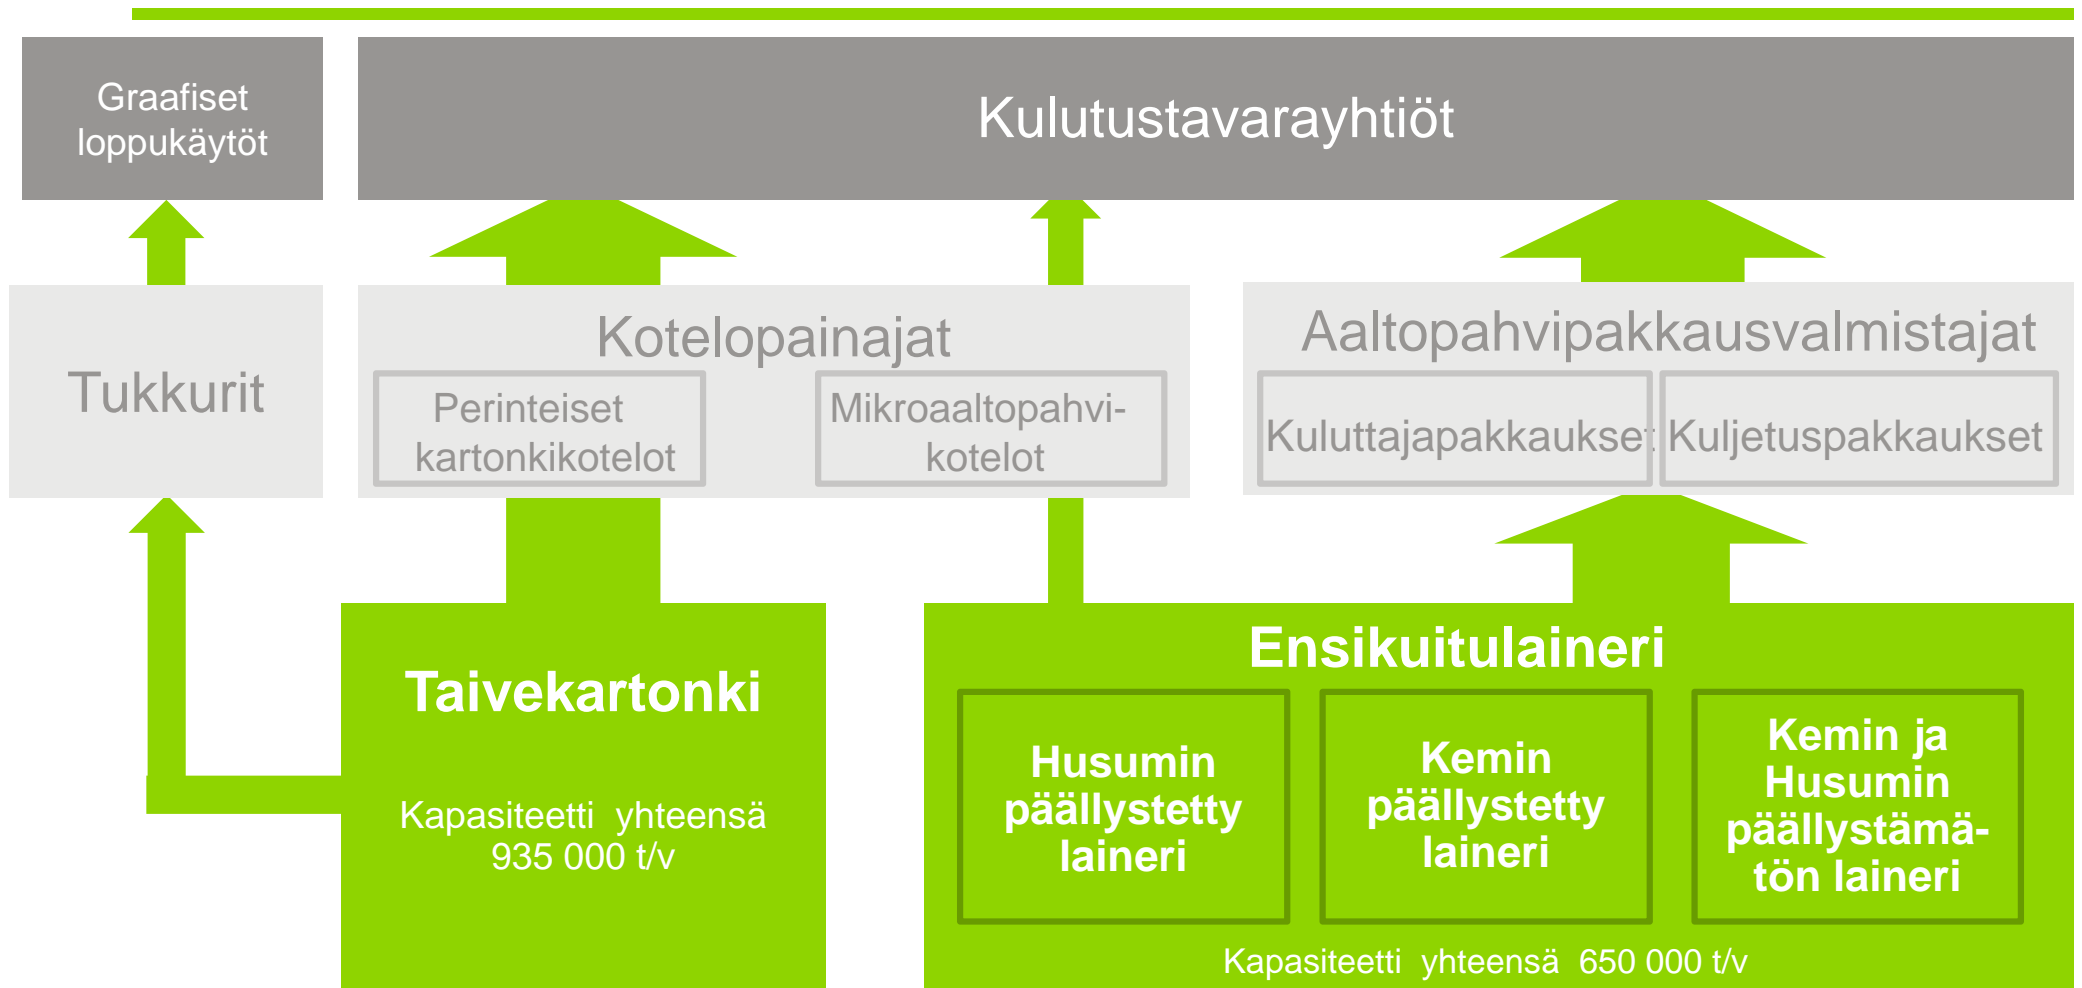 Graafiset
loppukäytöt
Kulutustavarayhtiöt
Tukkurit
Kotelopainajat
Perinteiset
kartonkikotelot
Mikroaaltopahvi-
kotelot
Aaltopahvipakkausvalmistajat
Kuluttajapakkaukset
Kuljetuspakkaukset
Taivekartonki
Kapasiteetti yhteensä
935 000 t/v
Ensikuitulaineri
Husumin
päällystetty
laineri
Kemin
päällystetty
laineri
Kemin ja
Husumin
päällystämä-
tön laineri
Kapasiteetti yhteensä 650 000 t/v